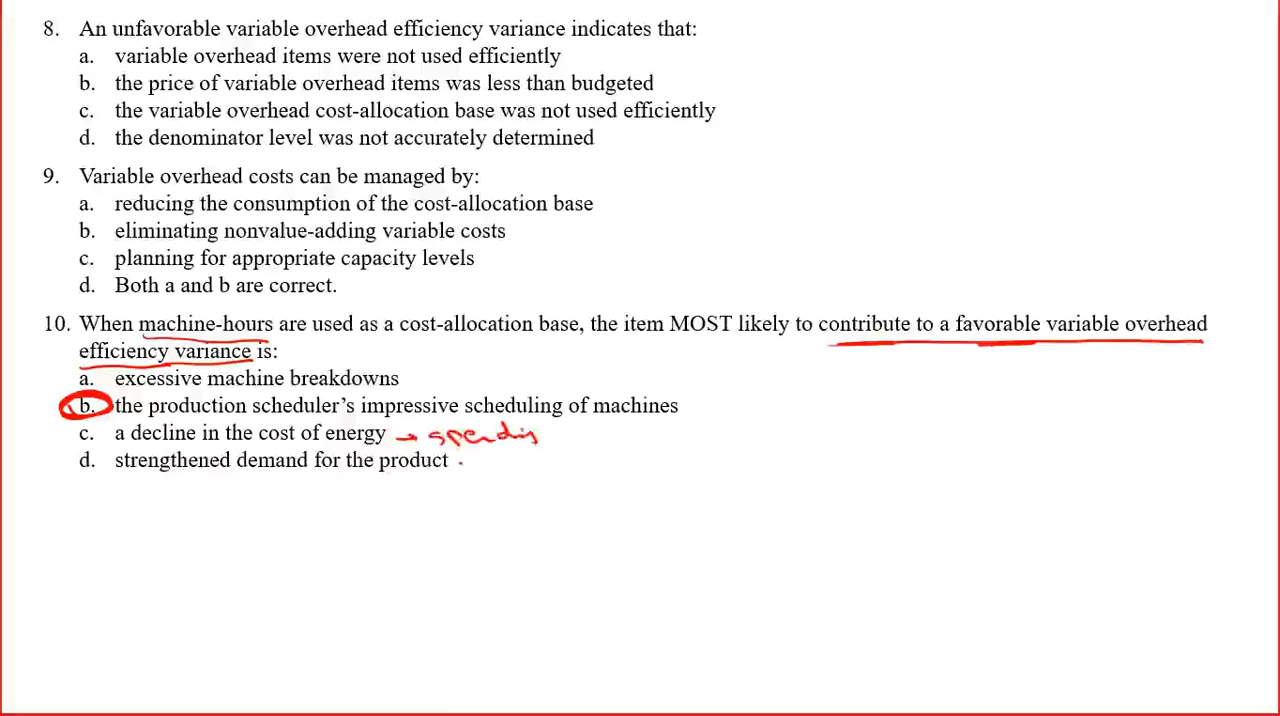 8. An unfavorable variable overhead efficiency variance indicates that:
a. variable overhead items were not used efficiently
b. the price of variable overhead items was less than budgeted
c. the variable overhead cost-allocation base was not used efficiently
d. the denominator level was not accurately determined
9. Variable overhead costs can be managed by:
a. reducing the consumption of the cost-allocation base
b. eliminating nonvalue-adding variable costs
c. planning for appropriate capacity levels
d. Both a and b are correct.
10. When machine-hours are used as a cost-allocation base, the item MOST likely to contribute to a favorable variable overhead
efficiency variance is:
a. excessive machine breakdowns
b. the production scheduler’s impressive scheduling of machines
c. a decline in the cost of energy → spending
d. strengthened demand for the product